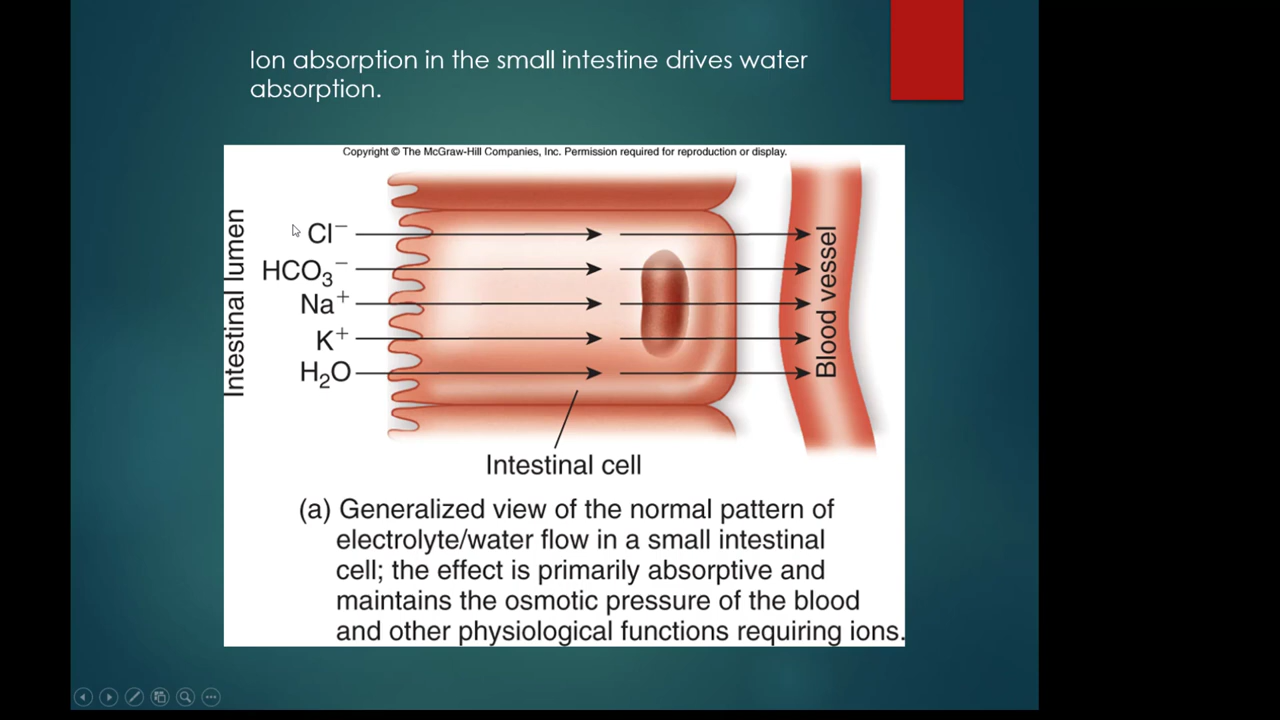 Ion absorption in the small intestine drives water
absorption.
Copyright © The McGraw-Hill Companies, Inc. Permission required for reproduction or display.
Intestinal lumen
Cl⁻
HCO₃⁻
Na⁺
K⁺
H₂O
Blood vessel
Intestinal cell
(a) Generalized view of the normal pattern of
electrolyte/water flow in a small intestinal
cell; the effect is primarily absorptive and
maintains the osmotic pressure of the blood
and other physiological functions requiring ions.